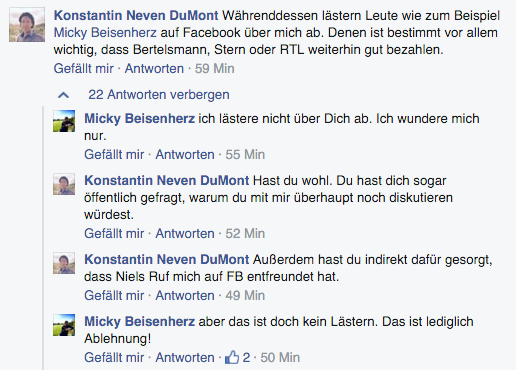 Konstantin Neven DuMont Währenddessen lästern Leute wie zum Beispiel
Micky Beisenherz auf Facebook über mich ab. Denen ist bestimmt vor allem
wichtig, dass Bertelsmann, Stern oder RTL weiterhin gut bezahlen.
Gefällt mir · Antworten · 59 Min
22 Antworten verbergen
Micky Beisenherz ich lästere nicht über Dich ab. Ich wundere mich
nur.
Gefällt mir · Antworten · 55 Min
Konstantin Neven DuMont Hast du wohl. Du hast dich sogar
öffentlich gefragt, warum du mit mir überhaupt noch diskutieren
würdest.
Gefällt mir · Antworten · 52 Min
Konstantin Neven DuMont Außerdem hast du indirekt dafür gesorgt,
dass Niels Ruf mich auf FB entfreundet hat.
Gefällt mir · Antworten · 49 Min
Micky Beisenherz aber das ist doch kein Lästern. Das ist lediglich
Ablehnung!
Gefällt mir · Antworten · 2 · 50 Min